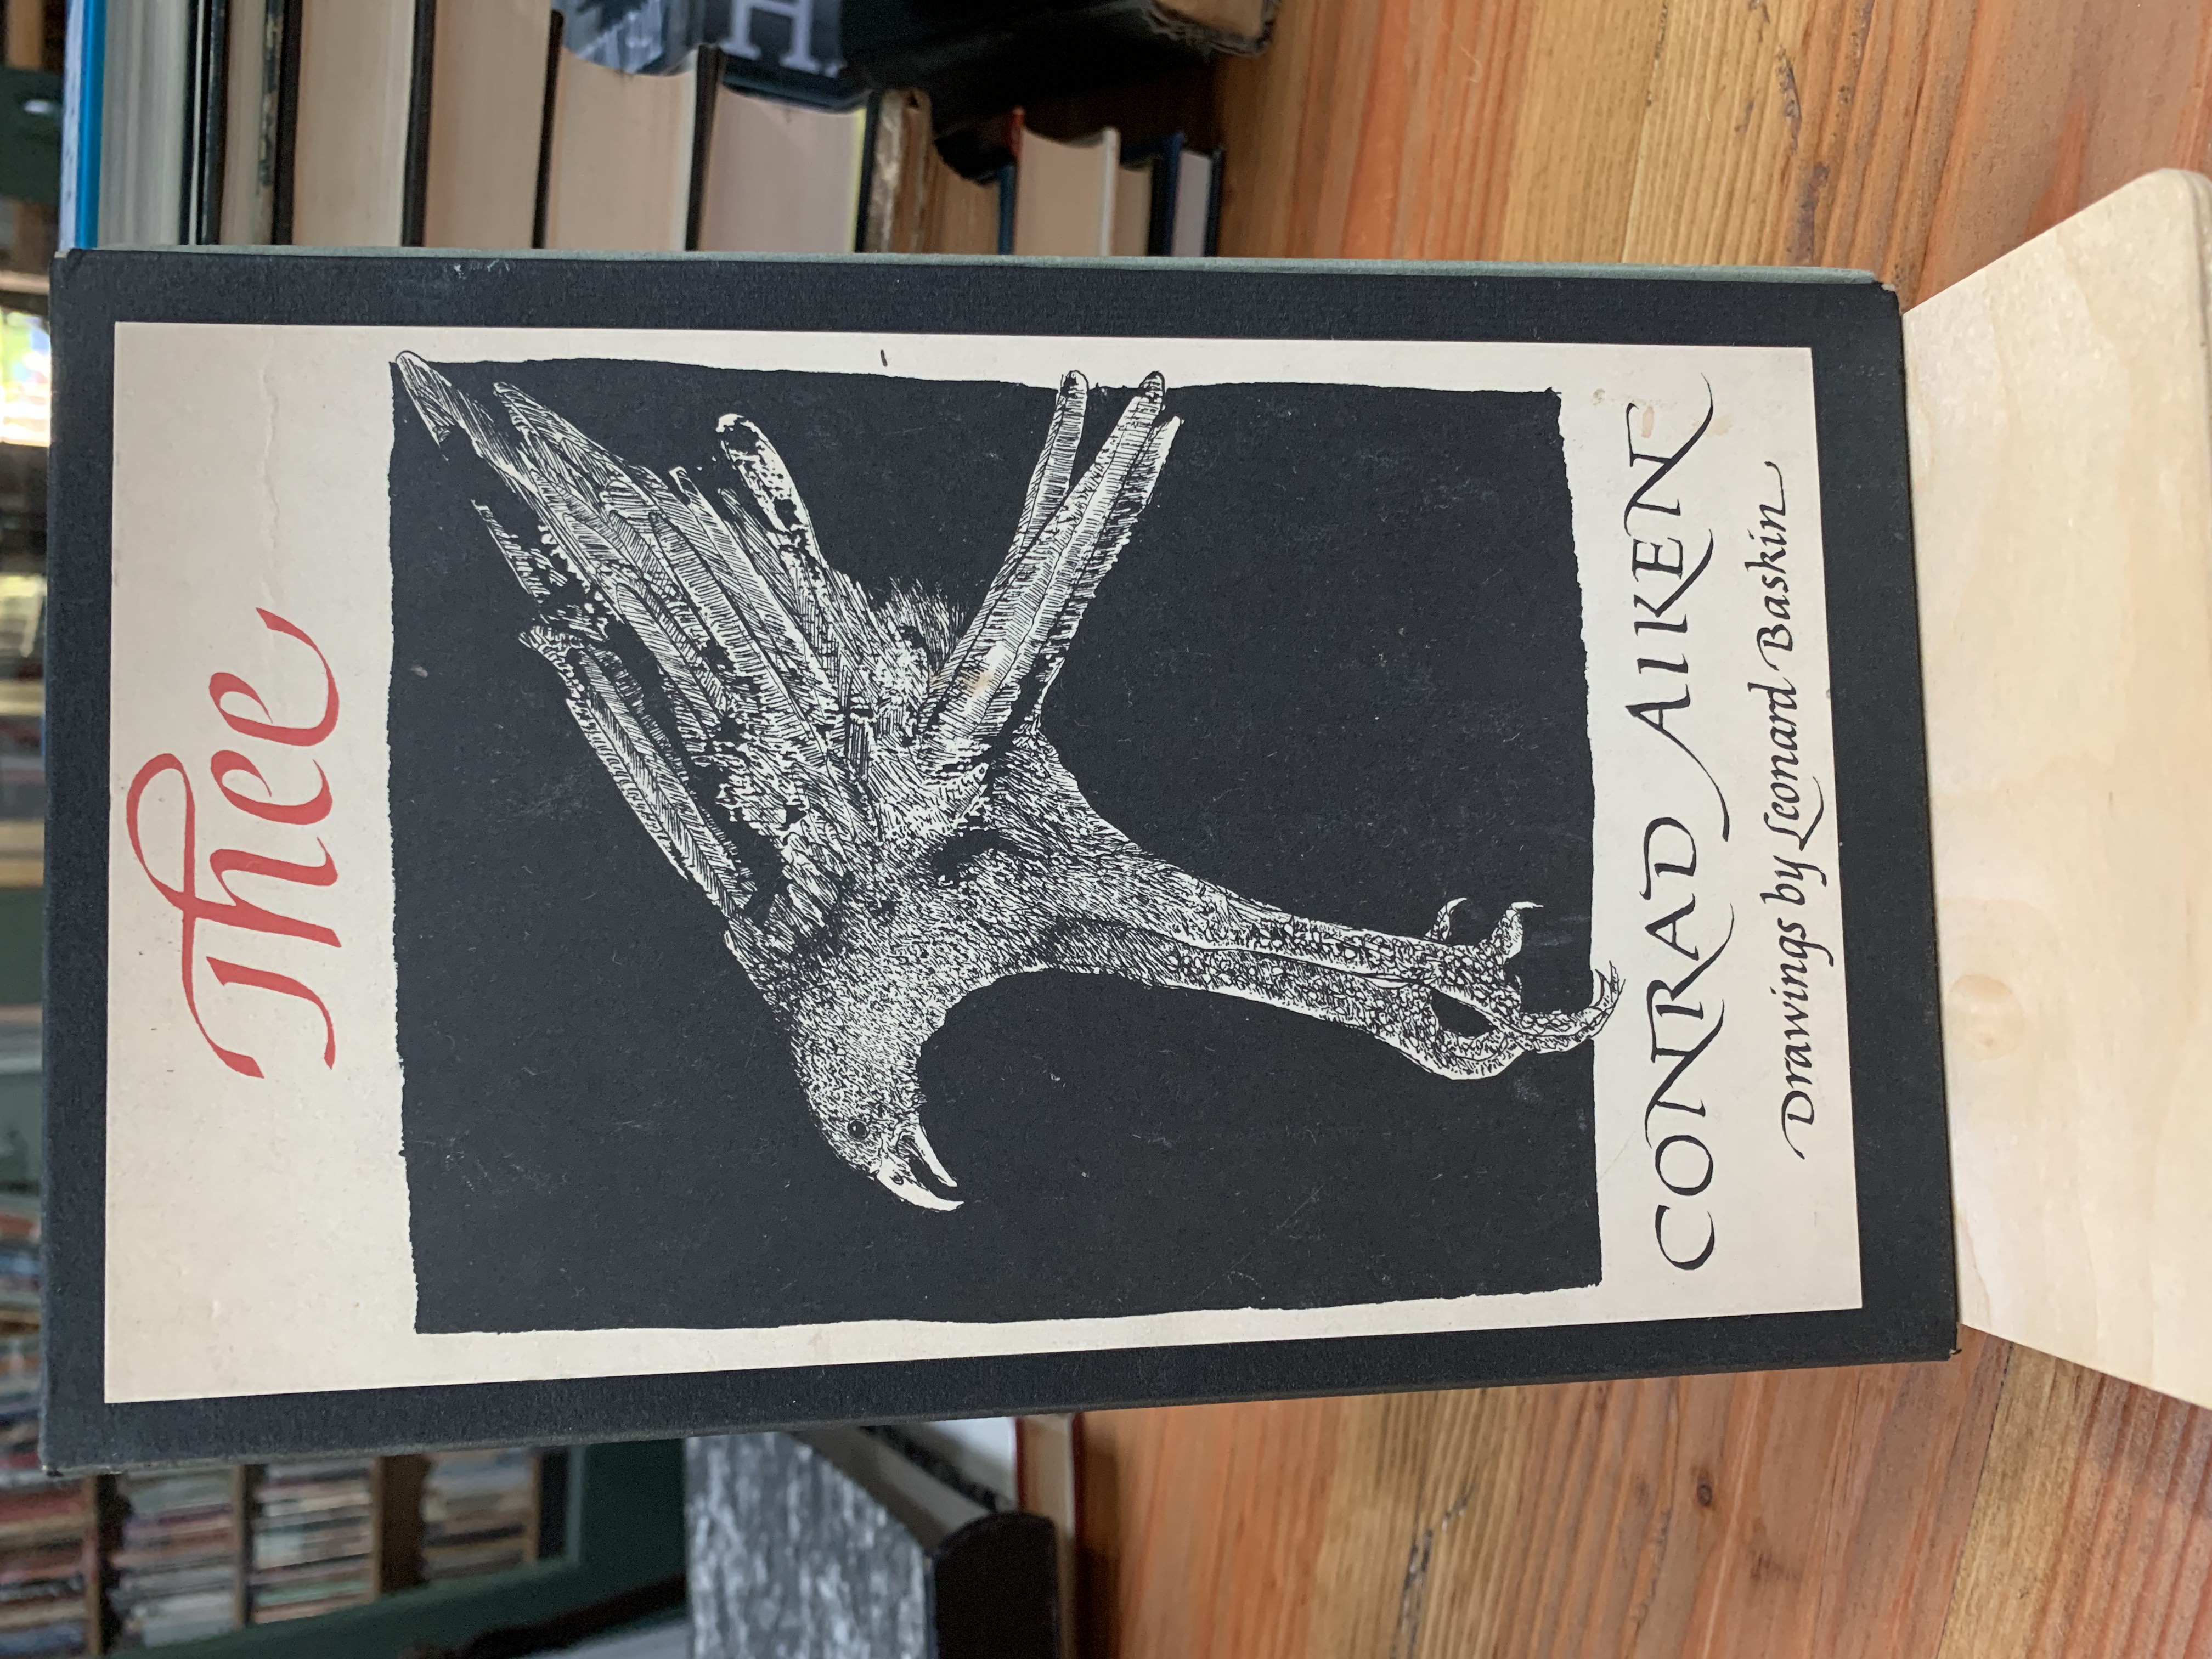 Thee
CONRAD AIKEN
Drawings by Leonard Baskin
H.